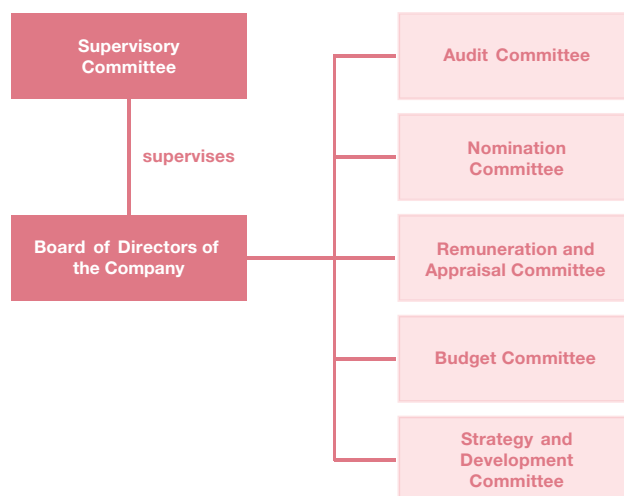 Supervisory
Committee
supervises
Board of Directors of
the Company
Audit Committee
Nomination
Committee
Remuneration and
Appraisal Committee
Budget Committee
Strategy and
Development
Committee